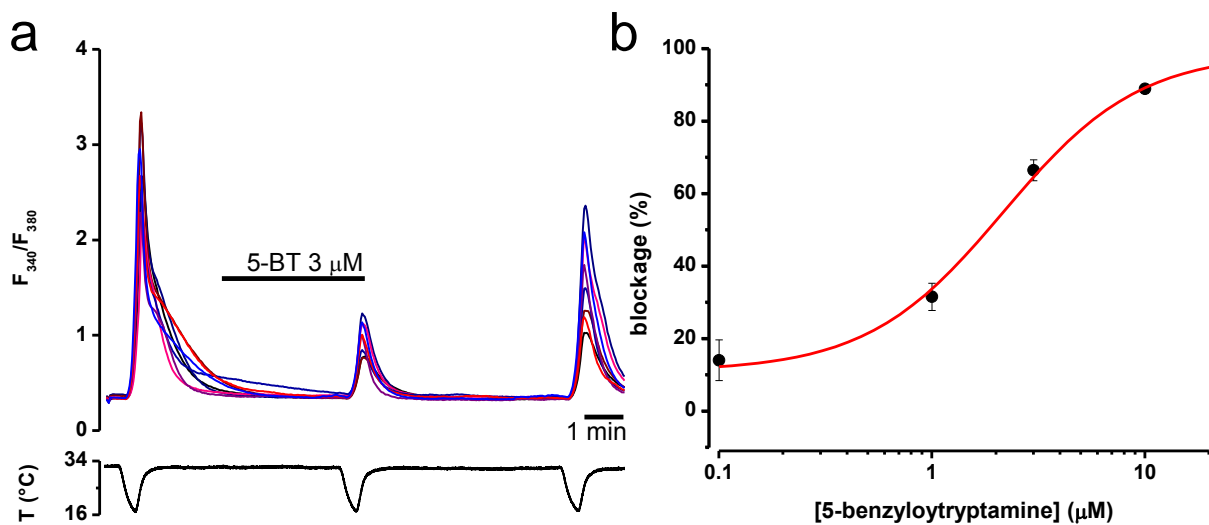 a
4
3
2
1
0
F340/F380
5-BT 3 μM
1 min
34
16
T (°C)
b
100
80
60
40
20
0
blockage (%)
0.1
1
10
[5-benzyloytryptamine] (μM)